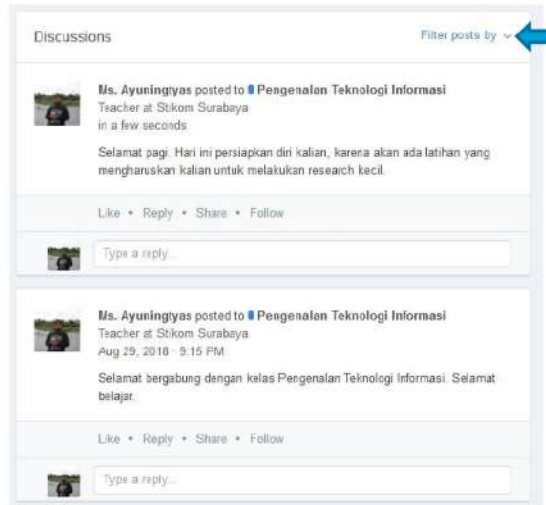 Discussions
Filter posts by
Ms. Ayuningtyas posted to Pengenalan Teknologi Informasi
Teacher at Stikom Surabaya
in a few seconds
Selamat pagi. Hari ini persiapkan diri kalian, karena akan ada latihan yang
mengharuskan kalian untuk melakukan research kecil.
Like • Reply • Share • Follow
Type a reply...
Ms. Ayuningtyas posted to Pengenalan Teknologi Informasi
Teacher at Stikom Surabaya
Aug 29, 2018 · 9:15 PM
Selamat bergabung dengan kelas Pengenalan Teknologi Informasi. Selamat
belajar.
Like • Reply • Share • Follow
Type a reply...